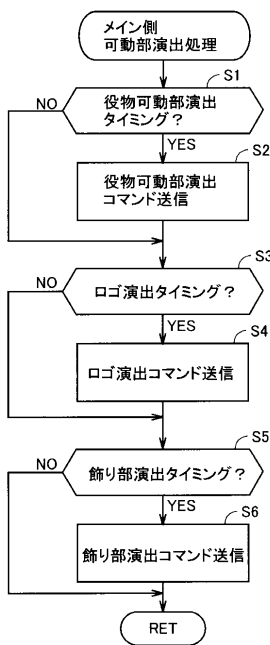 メイン側
可動部演出処理
S1
NO
役物可動部演出
タイミング?
YES
S2
役物可動部演出
コマンド送信
S3
NO
ロゴ演出タイミング?
YES
S4
ロゴ演出コマンド送信
S5
NO
飾り部演出タイミング?
YES
S6
飾り部演出コマンド送信
RET